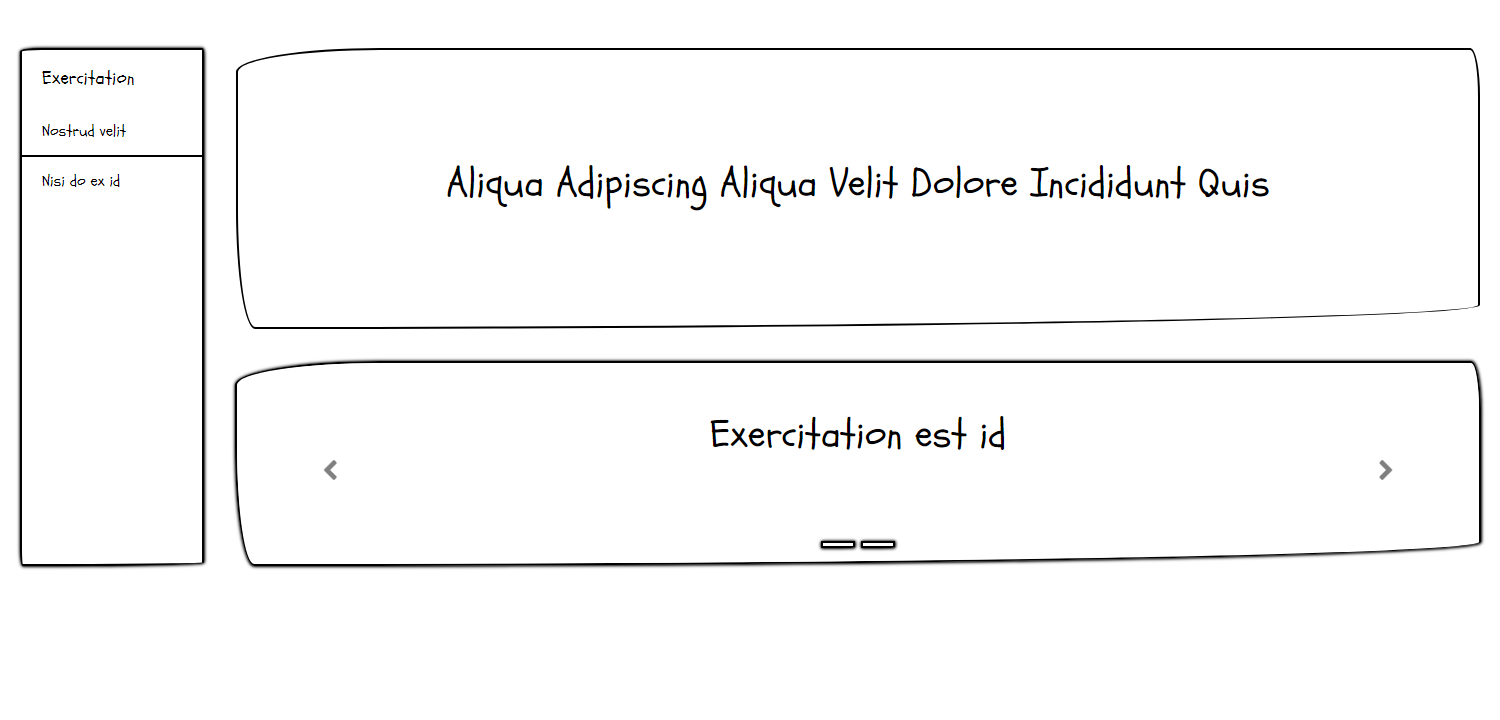 Exercitation
Nostrud velit
Nisi do ex id
Aliqua Adipiscing Aliqua Velit Dolore Incididunt Quis
Exercitation est id